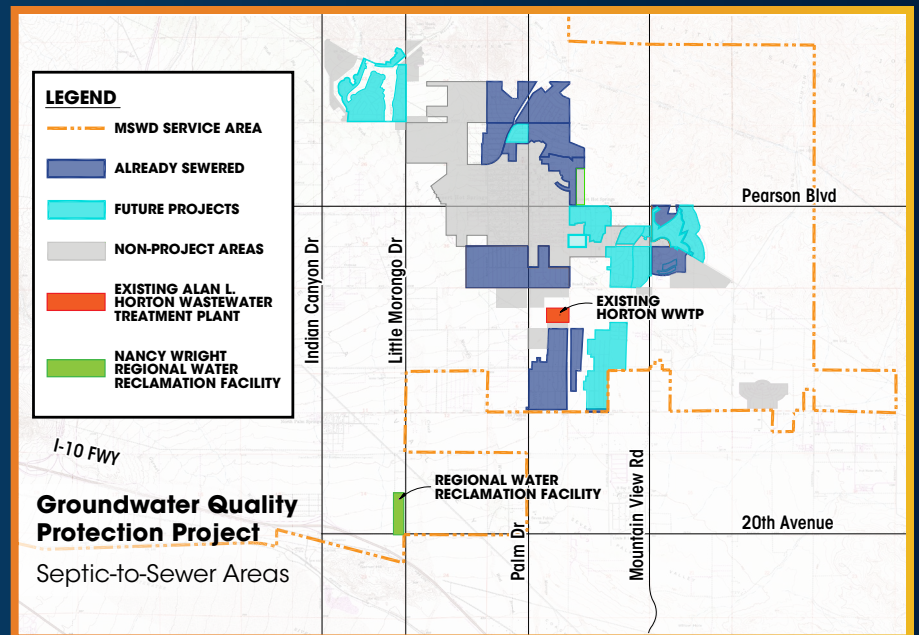 LEGEND
MSWD SERVICE AREA
ALREADY SEWERED
FUTURE PROJECTS
NON-PROJECT AREAS
EXISTING ALAN L.
HORTON WASTEWATER
TREATMENT PLANT
NANCY WRIGHT
REGIONAL WATER
RECLAMATION FACILITY
Indian Canyon Dr
Little Morongo Dr
Pearson Blvd
EXISTING
HORTON WWTP
I-10 FWY
REGIONAL WATER
RECLAMATION FACILITY
Palm Dr
Mountain View Rd
20th Avenue
Groundwater Quality
Protection Project
Septic-to-Sewer Areas